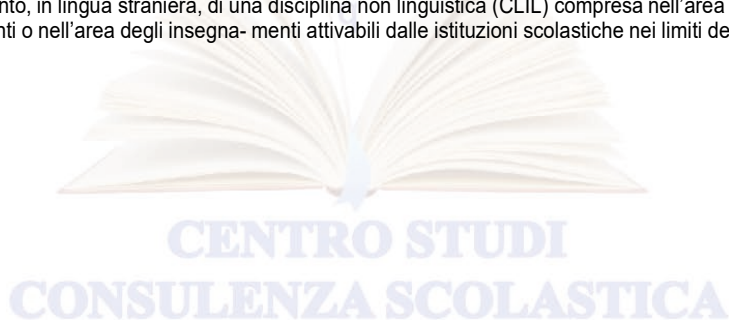 nto, in lingua straniera, di una disciplina non linguistica (CLIL) compresa nell’area
nti o nell’area degli insegna- menti attivabili dalle istituzioni scolastiche nei limiti de
CENTRO STUDI
CONSULENZA SCOLASTICA